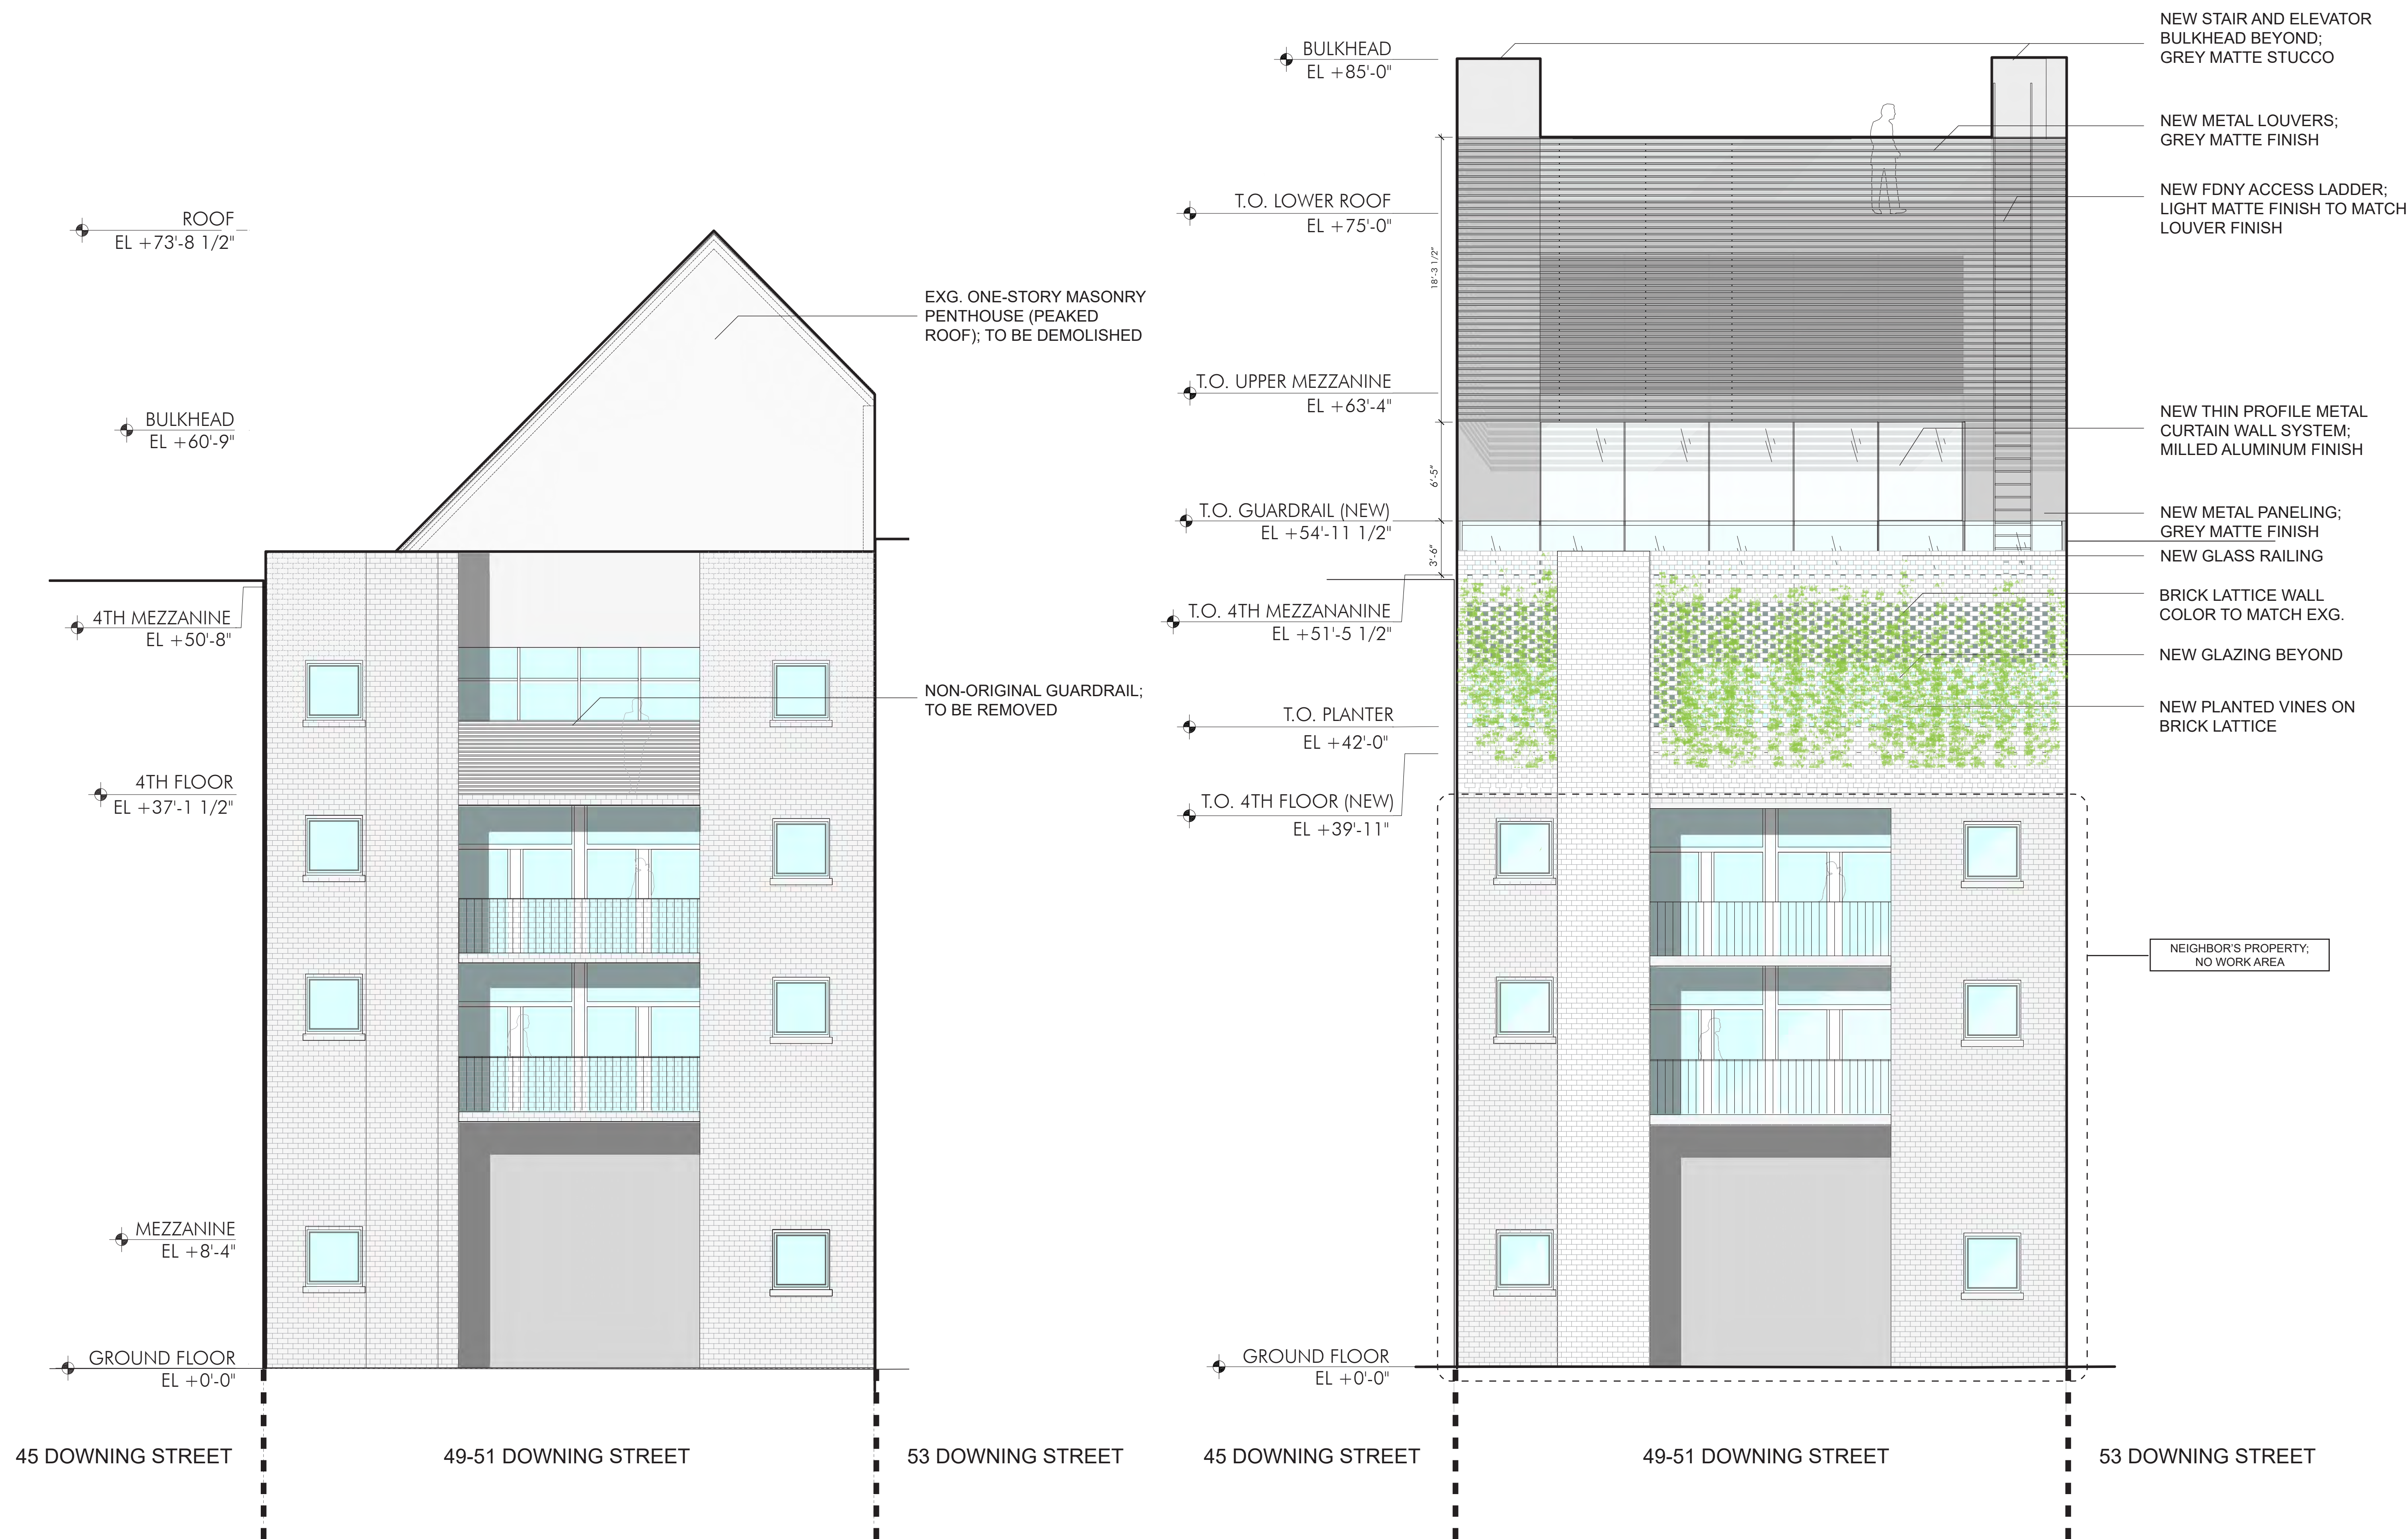 ROOF
EL +73'-8 1/2"
BULKHEAD
EL +60'-9"
4TH MEZZANINE
EL +50'-8"
4TH FLOOR
EL +37'-1 1/2"
MEZZANINE
EL +8'-4"
GROUND FLOOR
EL +0'-0"
EXG. ONE-STORY MASONRY
PENTHOUSE (PEAKED
ROOF); TO BE DEMOLISHED
NON-ORIGINAL GUARDRAIL;
TO BE REMOVED
45 DOWNING STREET
49-51 DOWNING STREET
53 DOWNING STREET
BULKHEAD
EL +85'-0"
T.O. LOWER ROOF
EL +75'-0"
T.O. UPPER MEZZANINE
EL +63'-4"
T.O. GUARDRAIL (NEW)
EL +54'-11 1/2"
T.O. 4TH MEZZANANINE
EL +51'-5 1/2"
T.O. PLANTER
EL +42'-0"
T.O. 4TH FLOOR (NEW)
EL +39'-11"
GROUND FLOOR
EL +0'-0"
18'-3 1/2"
6'-5"
3'-6"
NEW STAIR AND ELEVATOR
BULKHEAD BEYOND;
GREY MATTE STUCCO
NEW METAL LOUVERS;
GREY MATTE FINISH
NEW FDNY ACCESS LADDER;
LIGHT MATTE FINISH TO MATCH
LOUVER FINISH
NEW THIN PROFILE METAL
CURTAIN WALL SYSTEM;
MILLED ALUMINUM FINISH
NEW METAL PANELING;
GREY MATTE FINISH
NEW GLASS RAILING
BRICK LATTICE WALL
COLOR TO MATCH EXG.
NEW GLAZING BEYOND
NEW PLANTED VINES ON
BRICK LATTICE
NEIGHBOR'S PROPERTY;
NO WORK AREA
45 DOWNING STREET
49-51 DOWNING STREET
53 DOWNING STREET